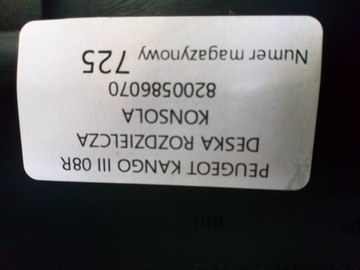 PEUGEOT KANGO III 08R
DESKA ROZDZIELCZA
KONSOLA
8200586070
Numer magazynowy 725